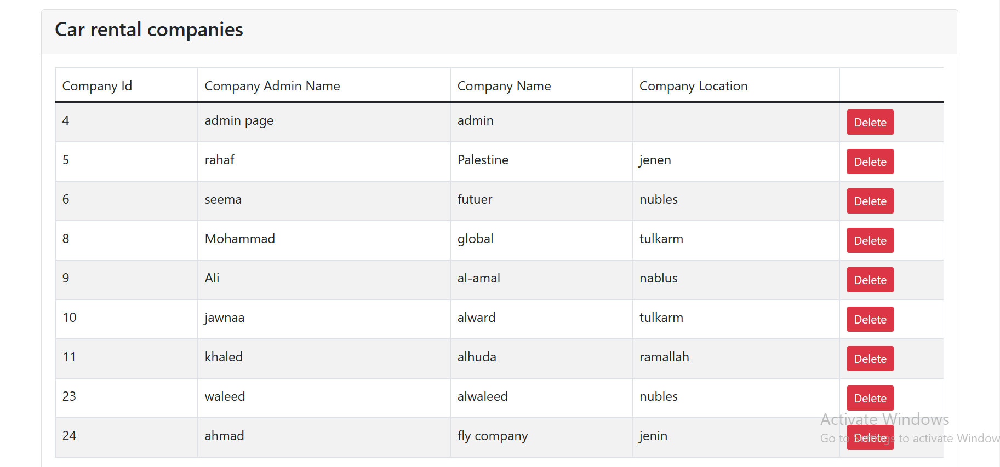 Car rental companies
Company Id Company Admin Name Company Name Company Location
4 admin page admin Delete
5 rahaf Palestine jenen Delete
6 seema futuer nubles Delete
8 Mohammad global tulkarm Delete
9 Ali al-amal nablus Delete
10 jawnaa alward tulkarm Delete
11 khaled alhuda ramallah Delete
23 waleed alwaleed nubles Delete
Activate Windows
24 ahmad fly company jenin Delete
Go to Settings to activate Window